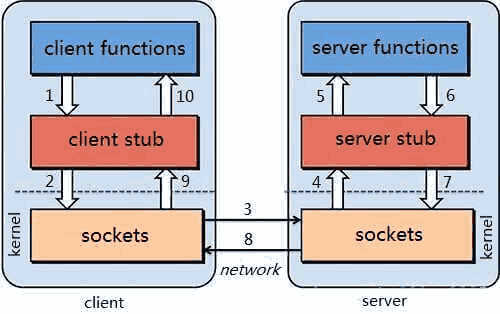 client functions
server functions
1
10
5
6
client stub
server stub
2
9
4
7
kernel
sockets
3
8
network
sockets
kernel
client
server